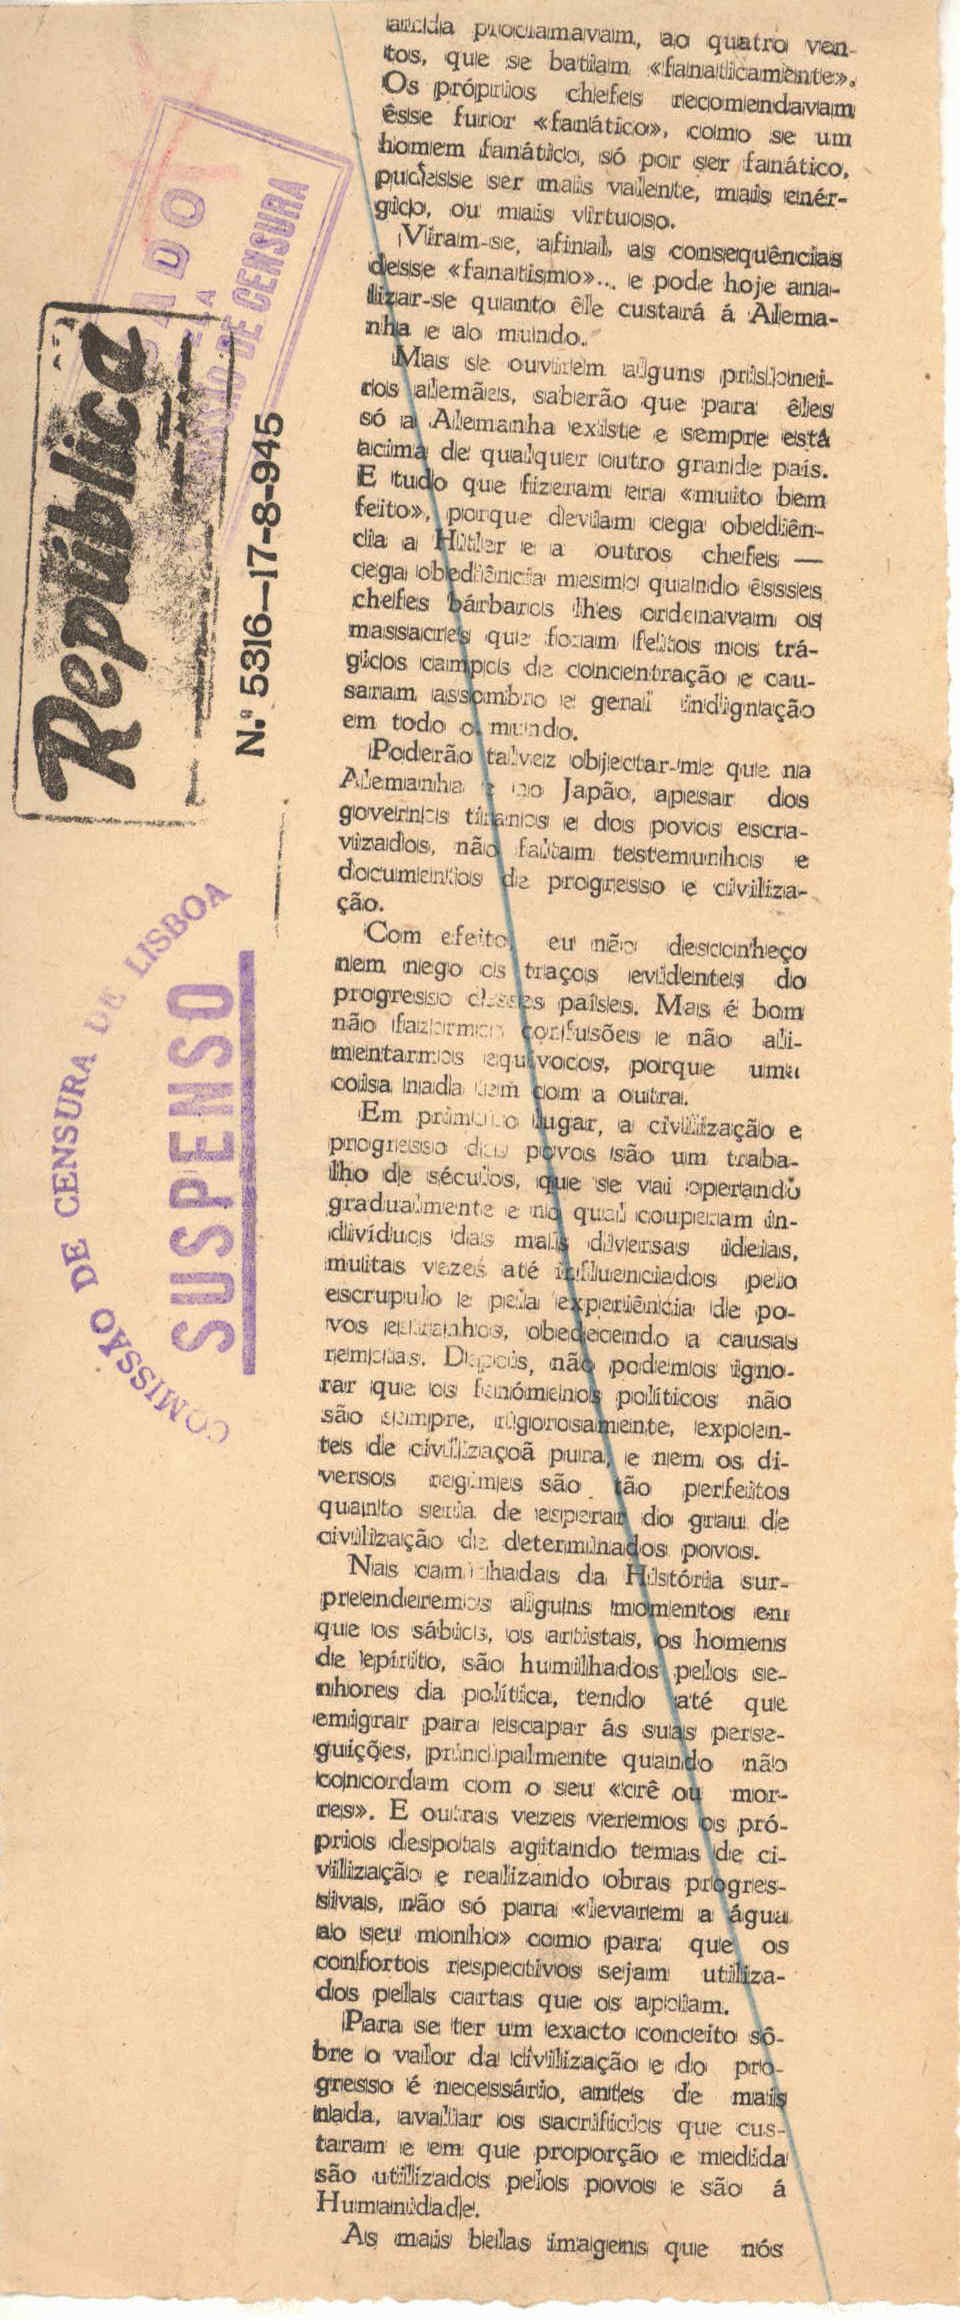 ainda proclamavam, ao quatro ven-
tos, que se batiam «fanaticamente».
Os próprios chefes recomendavam
êsse furor «fanático», como se um
homem fanático, só por ser fanático,
pudesse ser mais valente, mais enér-
gico, ou mais virtuoso.
Viram-se, afinal, as consequências
desse «fanatismo»... e pode hoje ana-
lizar-se quanto êle custará á Alema-
nha e ao mundo.
Mas se ouvirem alguns prisionei-
ros alemães, saberão que para êles
só a Alemanha existe e sempre está
acima de qualquer outro grande país.
E tudo que fizeram era «muito bem
feito», porque deviam cega obediên-
cia a Hitler e a outros chefes —
cega obediência mesmo quando êsses
chefes bárbaros lhes ordenavam os
massacres que foram feitos nos trá-
gicos campos de concentração e cau-
saram assombro e geral indignação
em todo o mundo.
Poderão talvez objectar-me que na
Alemanha e no Japão, apesar dos
governos tiranos e dos povos escra-
vizados, não faltam testemunhos e
documentos de progresso e civiliza-
ção.
Com efeito, eu não desconheço
nem nego os traços evidentes do
progresso desses países. Mas é bom
não fazermos confusões e não ali-
mentarmos equivocos, porque uma
coisa nada tem com a outra.
Em primeiro lugar, a civilização e
progresso dos povos são um traba-
lho de séculos, que se vai operando
gradualmente e no qual couperam in-
divíduos das mais diversas ideias,
muitas vezes até influenciados pelo
escrupulo e pela experiência de po-
vos estranhos, obedecendo a causas
remotas. Depois, não podemos igno-
rar que os fenómenos políticos não
são sempre, rigorosamente, expoen-
tes de civilizaçoã pura, e nem os di-
versos regimes são tão perfeitos
quanto seria de esperar do grau de
civilização de determinados povos.
Nas caminhadas da História sur-
preenderemos alguns momentos em
que os sábios, os artistas, os homens
de epírito, são humilhados pelos se-
nhores da política, tendo até que
emigrar para escapar ás suas perse-
guições, principalmente quando não
concordam com o seu «crê ou mor-
res». E outras vezes veremos os pró-
prios despotas agitando temas de ci-
vilização e realizando obras progres-
sivas, não só para «levarem a água
ao seu monho» como para que os
confortos respectivos sejam utiliza-
dos pelas cartas que os apoiam.
Para se ter um exacto conceito sô-
bre o valor da civilização e do pro-
gresso é necessário, antes de mais
nada, avaliar os sacrifícios que cus-
taram e em que proporção e medida
são utilizados pelos povos e são á
Humanidade.
As mais belas imagens que nós
República
N.º 5316—17-8-945
DE CENSURA
COMISSÃO DE CENSURA DE LISBOA
SUSPENSO